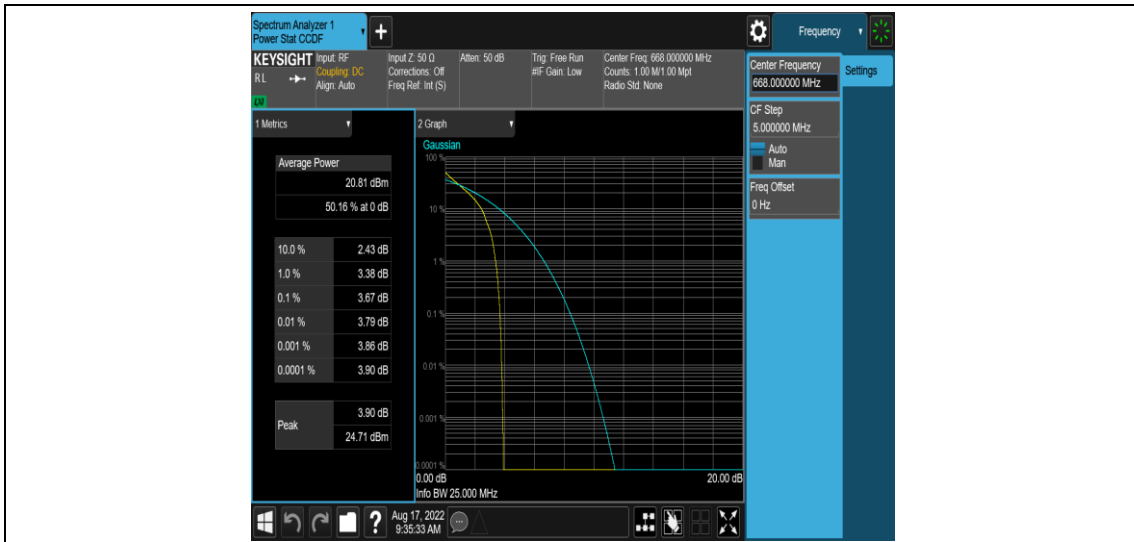 Spectrum Analyzer 1
Power Stat CCDF
+
Frequency
KEYSIGHT
RL
LXI
Input: RF
Coupling: DC
Align: Auto
Input Z: 50 Ω
Corrections: Off
Freq Ref: Int (S)
Atten: 50 dB
Trig: Free Run
#IF Gain: Low
Center Freq: 668.000000 MHz
Counts: 1.00 M/1.00 Mpt
Radio Std: None
Center Frequency
668.000000 MHz
Settings
CF Step
5.000000 MHz
Auto
Man
Freq Offset
0 Hz
1 Metrics
Average Power
20.81 dBm
50.16 % at 0 dB
10.0 % 2.43 dB
1.0 % 3.38 dB
0.1 % 3.67 dB
0.01 % 3.79 dB
0.001 % 3.86 dB
0.0001 % 3.90 dB
Peak
3.90 dB
24.71 dBm
2 Graph
Gaussian
100 %
10 %
1 %
0.1 %
0.01 %
0.001 %
0.0001 %
0.00 dB 20.00 dB
Info BW 25.000 MHz
?
Aug 17, 2022
9:35:33 AM